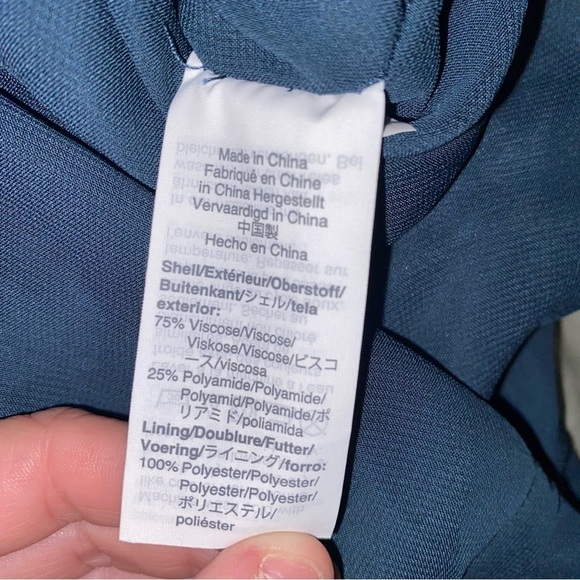 Made in China
Fabriqué en Chine
in China Hergestellt
Vervaardigd in China
中国製
Hecho en China
Shell/Extérieur/Oberstoff/
Buitenkant/シェル/tela
exterior:
75% Viscose/Viscose/
Viskose/Viscose/ビスコ
ース/viscosa
25% Polyamide/Polyamide/
Polyamid/Polyamide/ポ
リアミド/poliamida
Lining/Doublure/Futter/
Voering/ライニング/forro:
100% Polyester/Polyester/
Polyester/Polyester/
ポリエステル/
poliéster